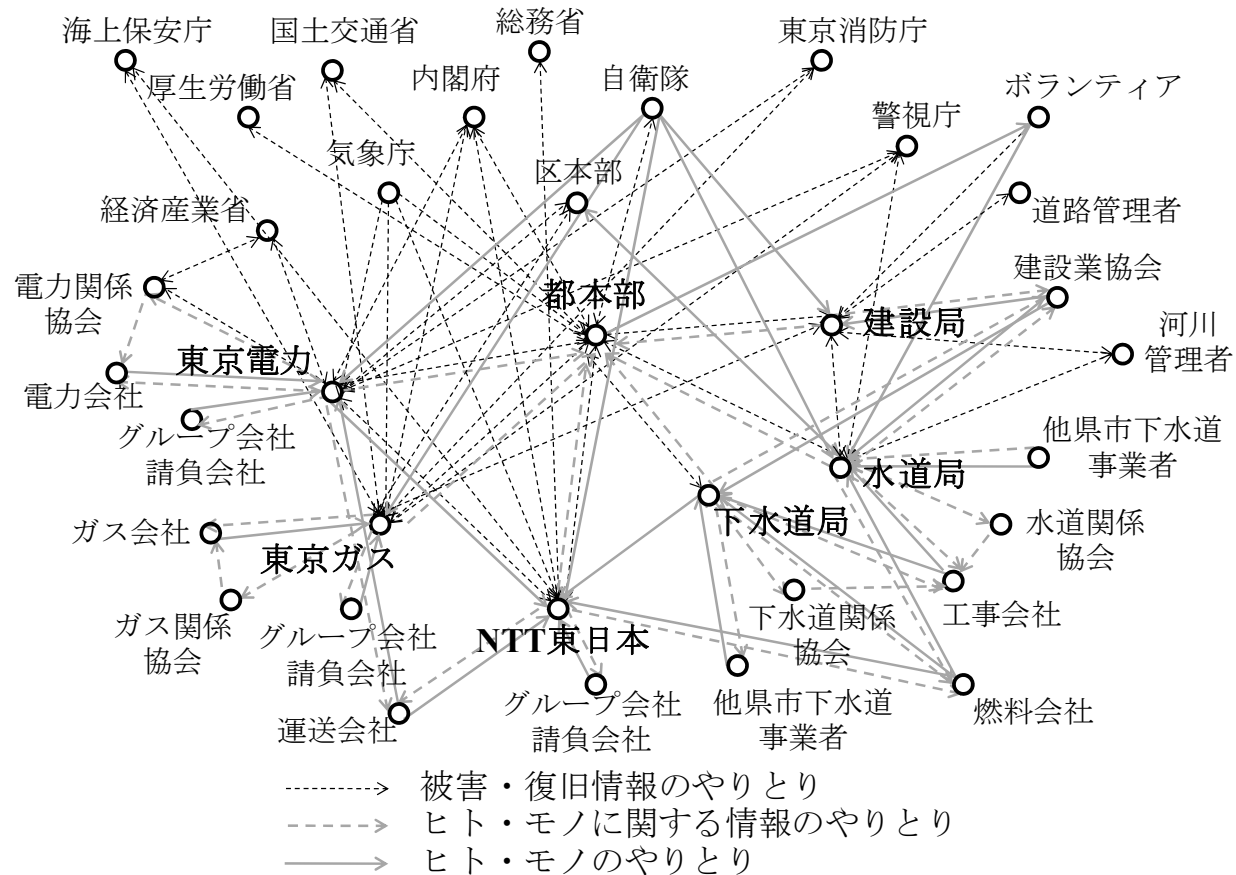 海上保安庁
国土交通省
総務省
東京消防庁
厚生労働省
内閣府
自衛隊
ボランティア
警視庁
気象庁
区本部
経済産業省
道路管理者
電力関係
協会
都本部
建設局
建設業協会
河川
管理者
東京電力
電力会社
グループ会社
請負会社
他県市下水道
事業者
水道局
ガス会社
東京ガス
下水道局
水道関係
協会
ガス関係
協会
グループ会社
請負会社
NTT東日本
下水道関係
協会
工事会社
運送会社
グループ会社
請負会社
他県市下水道
事業者
燃料会社
被害・復旧情報のやりとり
ヒト・モノに関する情報のやりとり
ヒト・モノのやりとり